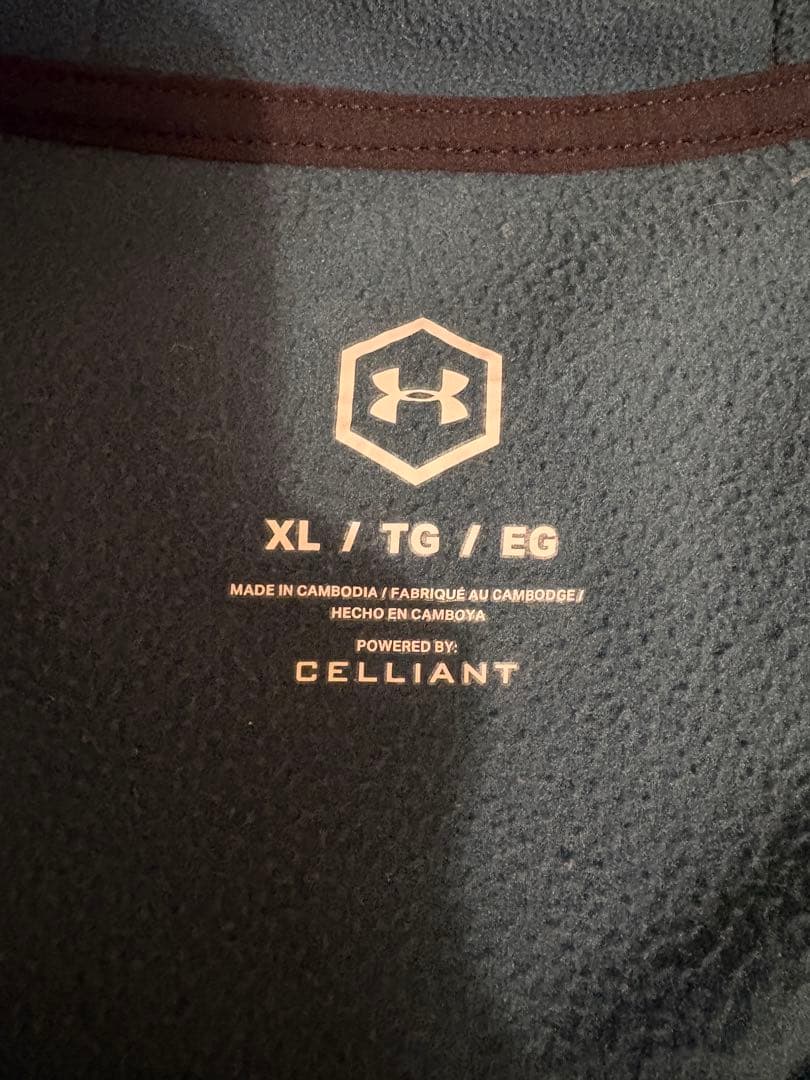 XL / TG / EG
MADE IN CAMBODIA / FABRIQUÉ AU CAMBODGE /
HECHO EN CAMBOYA
POWERED BY:
CELLIANT